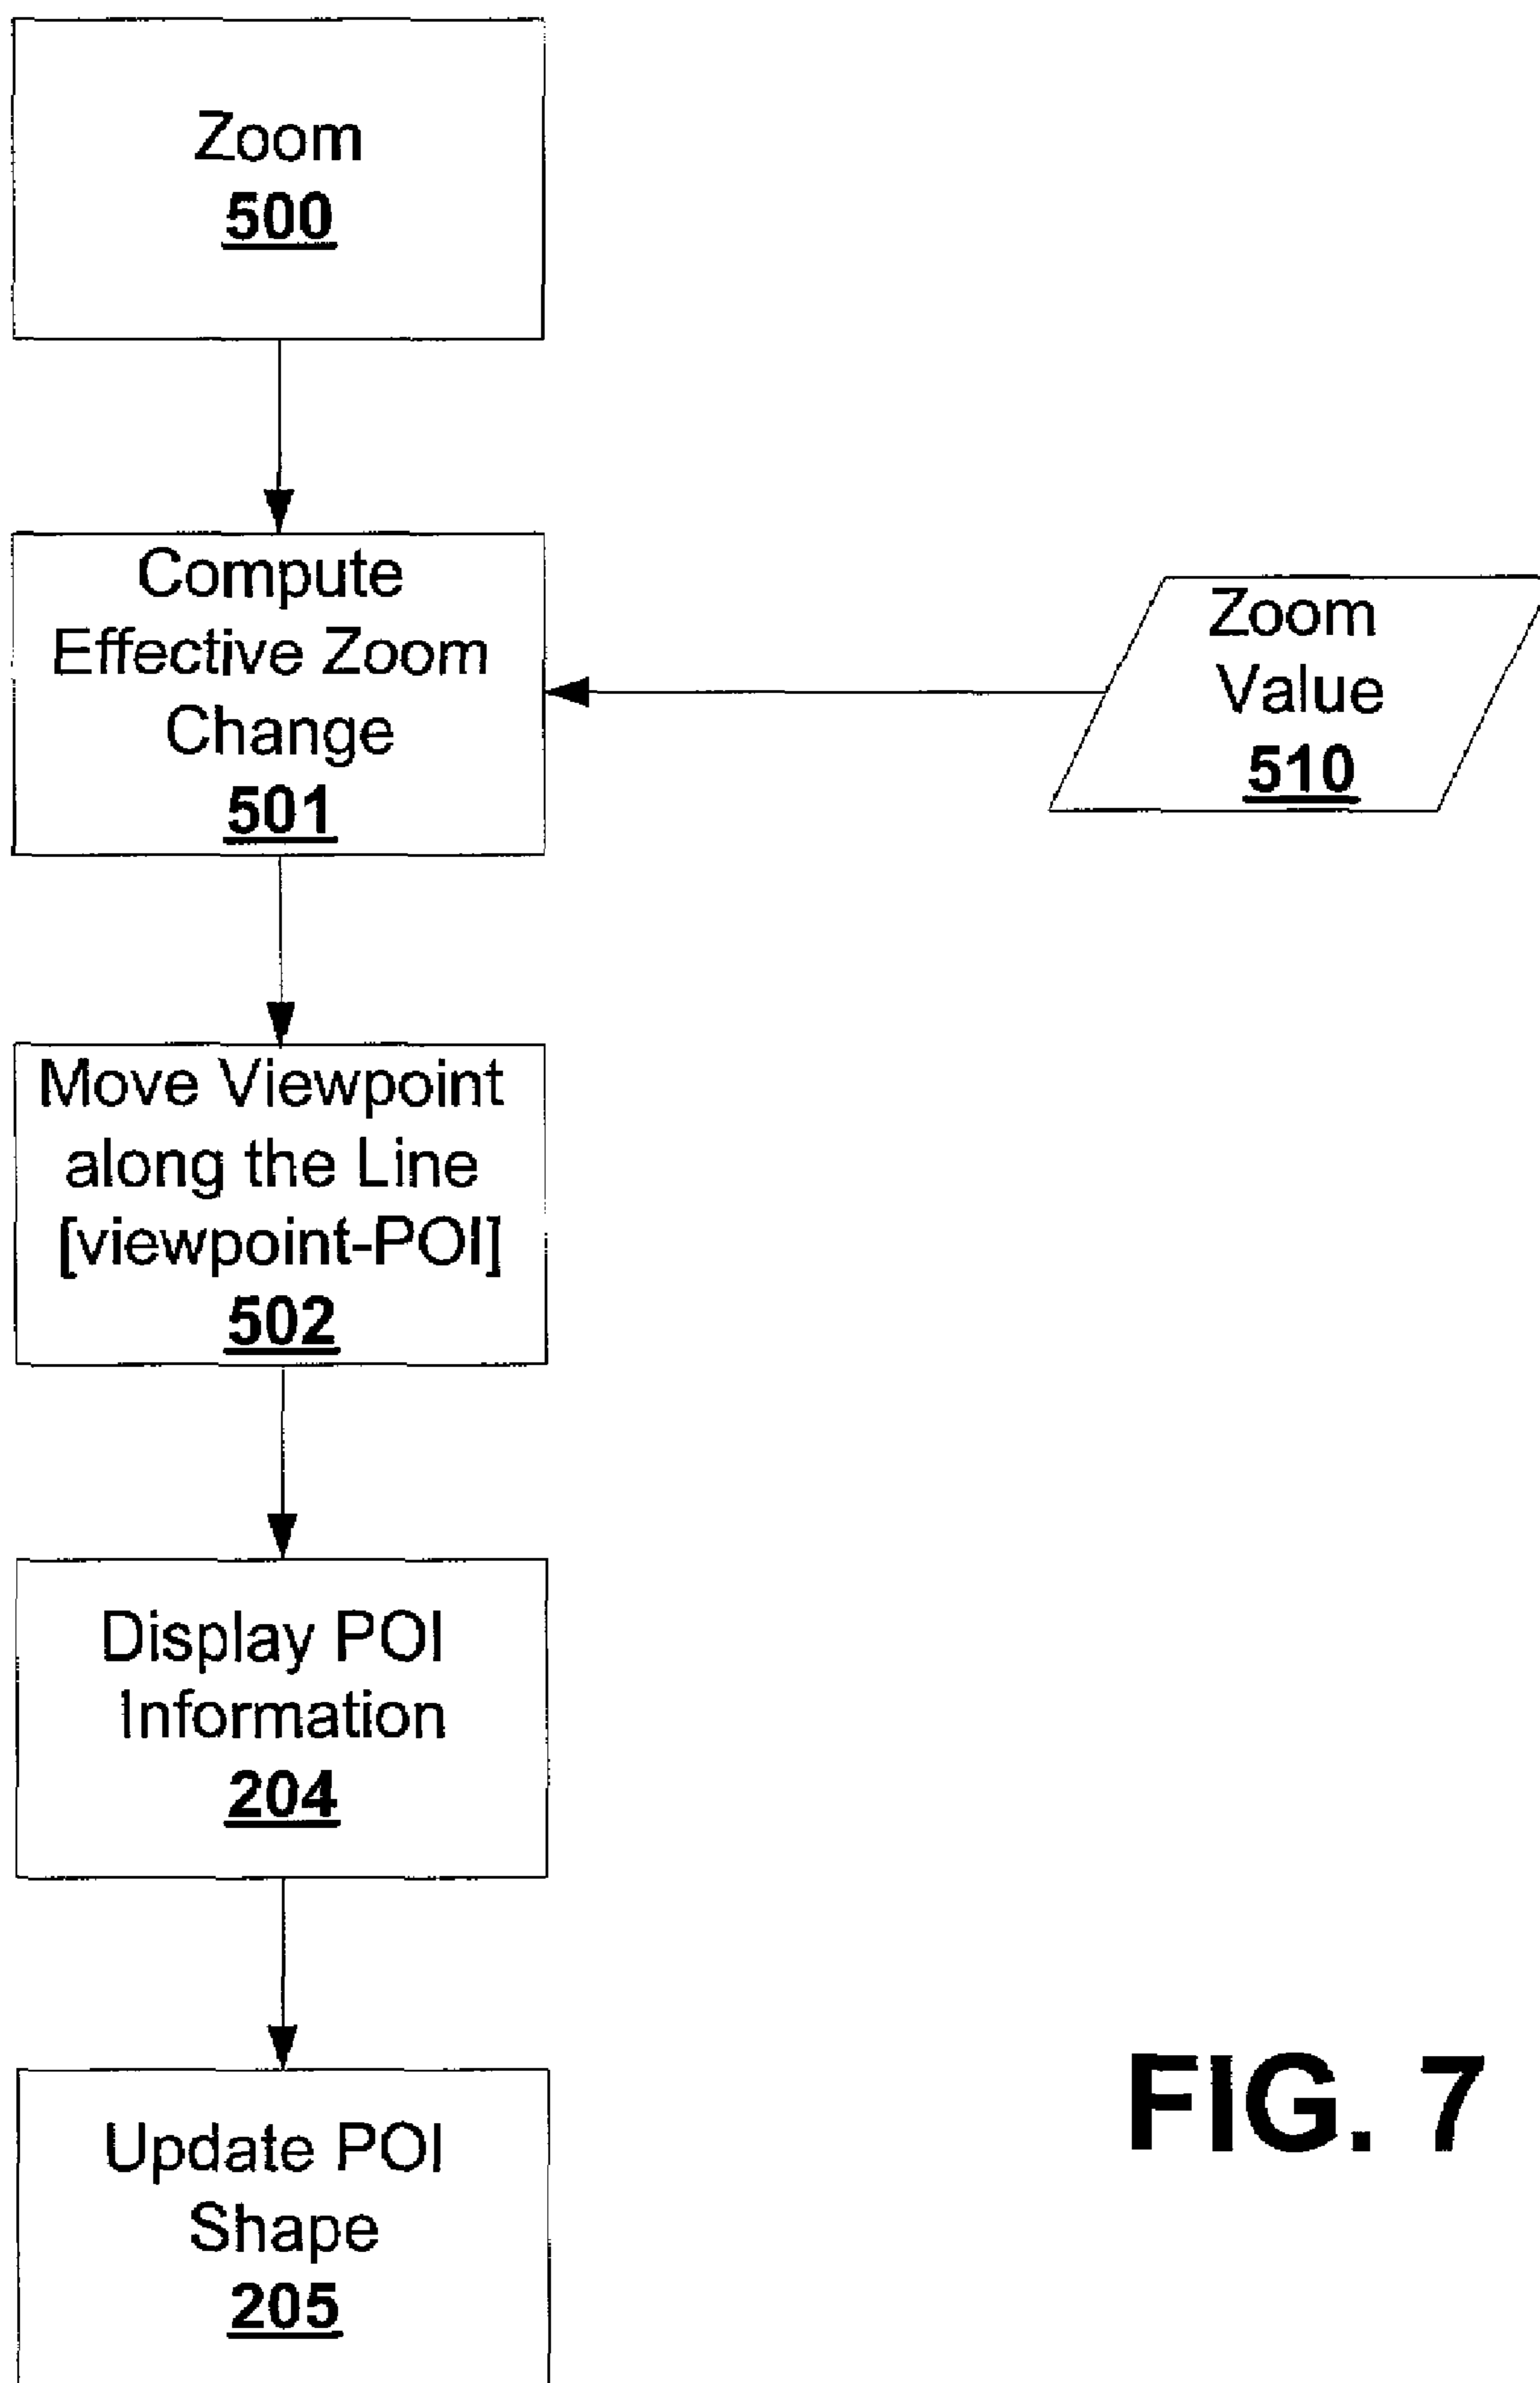 Zoom
500
Compute
Effective Zoom
Change
501
Zoom
Value
510
Move Viewpoint
along the Line
[viewpoint-POI]
502
Display POI
Information
204
Update POI
Shape
205
FIG. 7